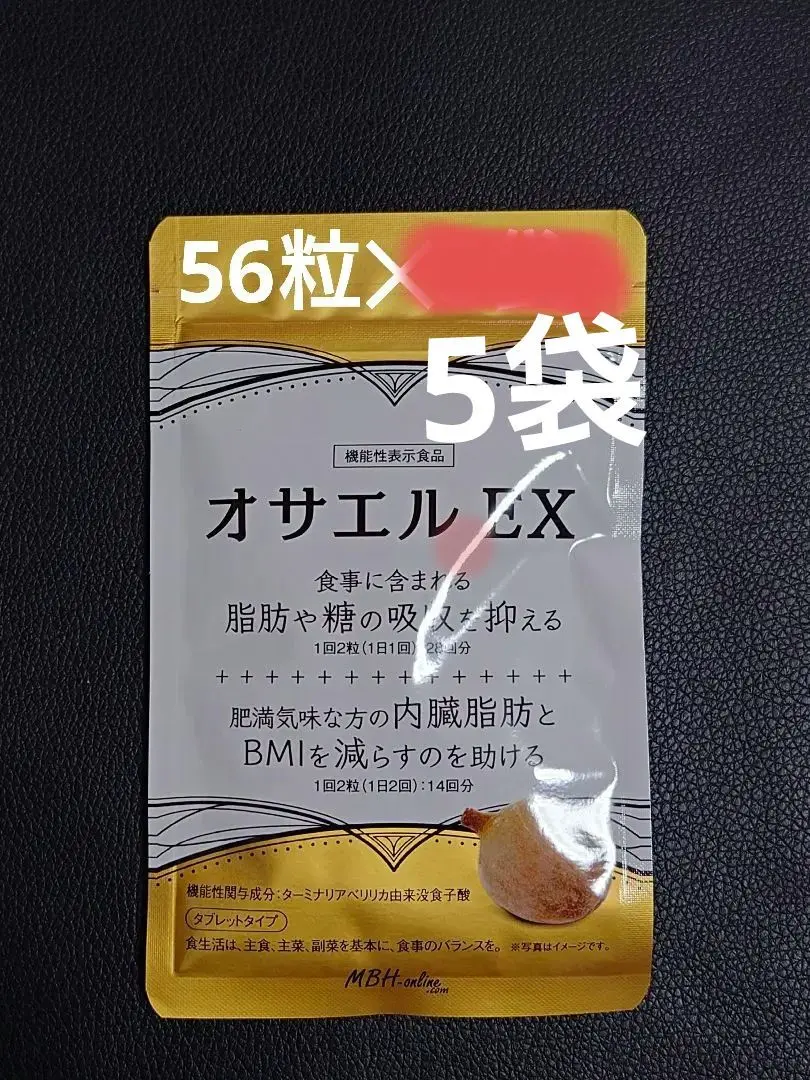 56粒×
5袋
機能性表示食品
オサエル EX
食事に含まれる
脂肪や糖の吸収を抑える
1回2粒(1日1回):28回分
+ + + + + + + + + + + + + + +
肥満気味な方の内臓脂肪と
BMIを減らすのを助ける
1回2粒(1日2回):14回分
機能性関与成分:ターミナリアベリリカ由来没食子酸
タブレットタイプ
食生活は、主食、主菜、副菜を基本に、食事のバランスを。 ※写真はイメージです。
MBH-online.com